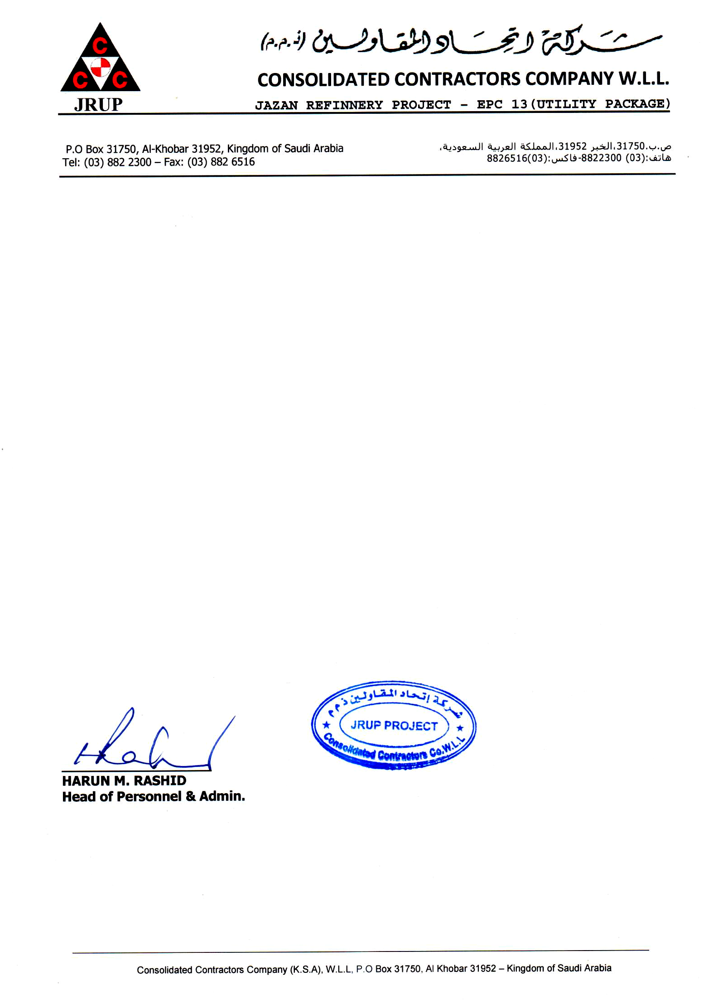 C
C C
JRUP
شركة اتحاد المقاولين (ذ.م.م)
CONSOLIDATED CONTRACTORS COMPANY W.L.L.
JAZAN REFINNERY PROJECT - EPC 13(UTILITY PACKAGE)
P.O Box 31750, Al-Khobar 31952, Kingdom of Saudi Arabia
Tel: (03) 882 2300 – Fax: (03) 882 6516
ص.ب.31750،الخبر 31952،المملكة العربية السعودية،
هاتف:(03) 8822300-فاكس:(03)8826516
شركة إتحاد المقاولين ذ م م
★ JRUP PROJECT ★
Consolidated Contractors Co.W.L.L
HARUN M. RASHID
Head of Personnel & Admin.
Consolidated Contractors Company (K.S.A), W.L.L, P.O Box 31750, Al Khobar 31952 – Kingdom of Saudi Arabia